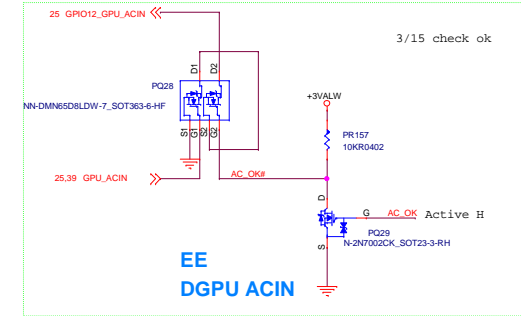 25 GPIO12_GPU_ACIN
3/15 check ok
D1
D2
PQ28
NN-DMN65D8LDW-7_SOT363-6-HF
S1
G1
S2
G2
+3VALW
PR157
10KR0402
25,39 GPU_ACIN
AC_OK#
D
G
AC_OK
Active H
S
PQ29
N-2N7002CK_SOT23-3-RH
EE
DGPU ACIN